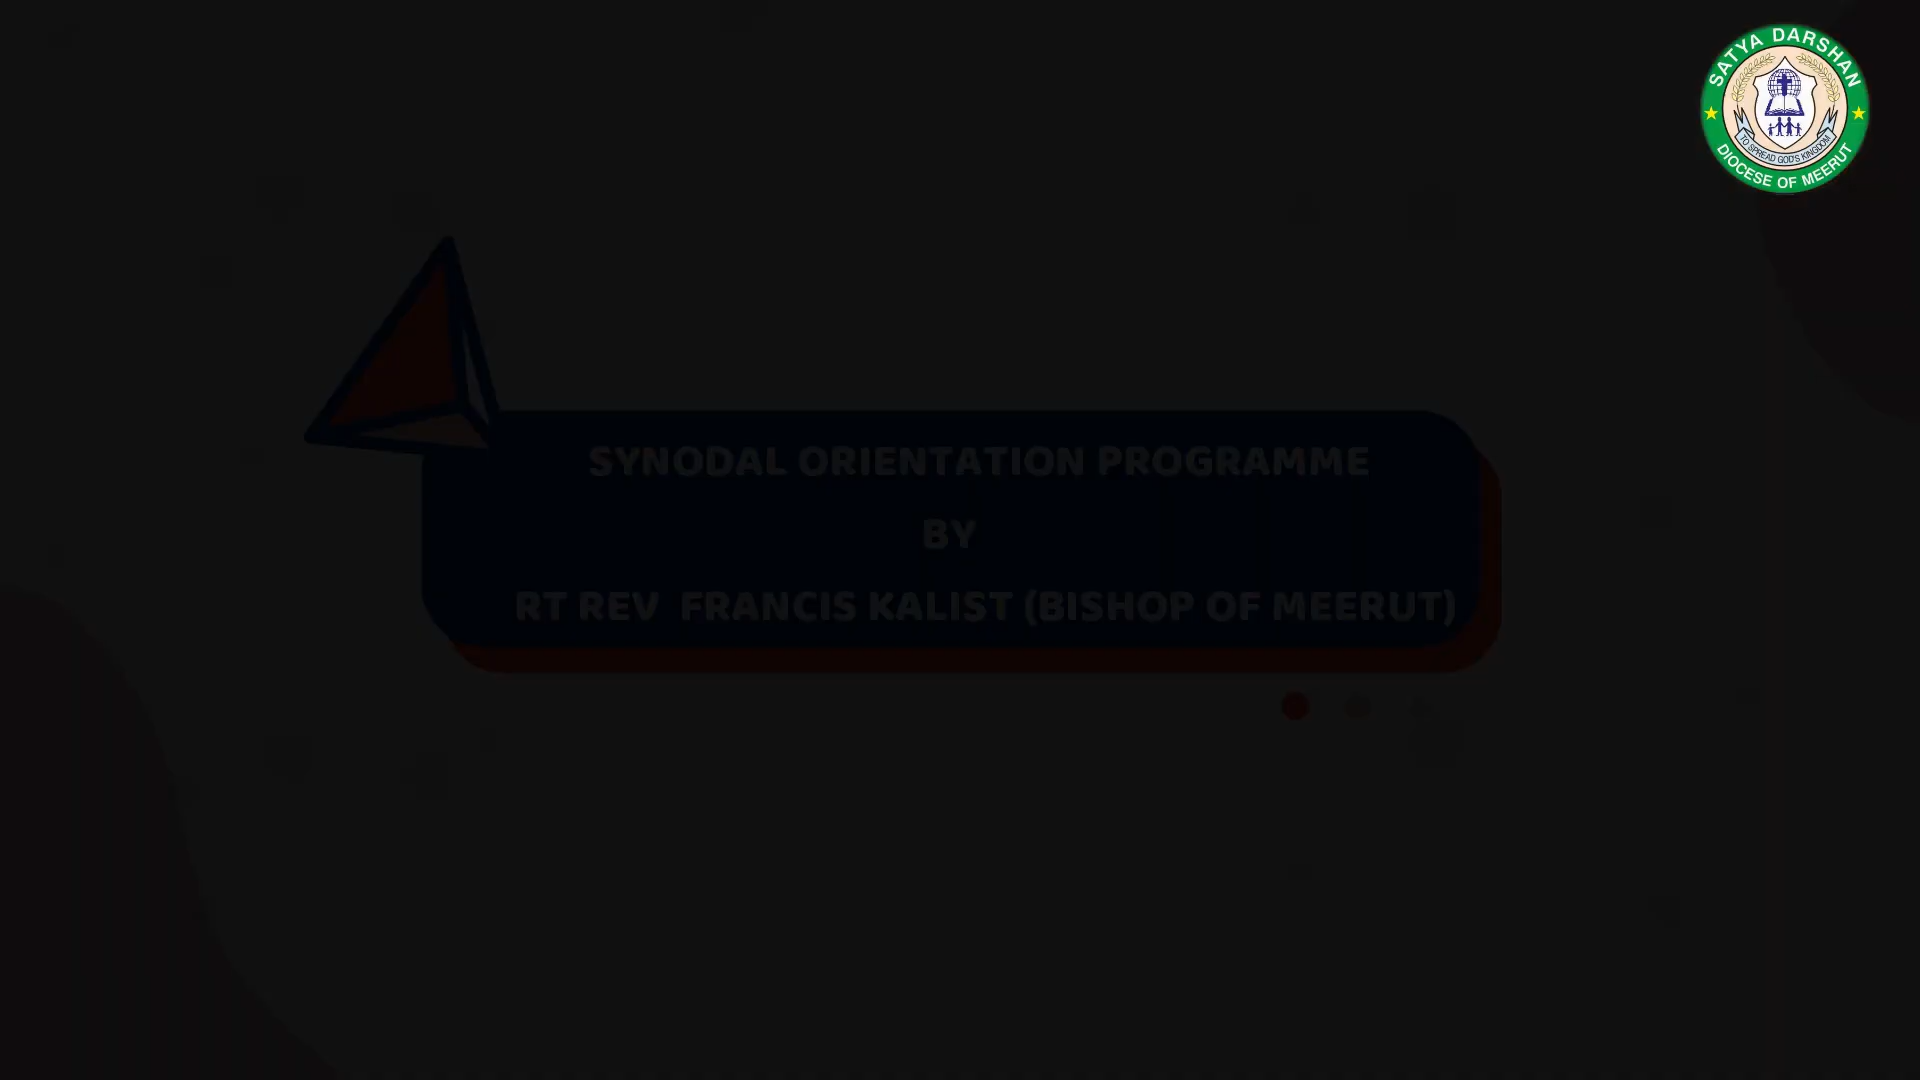 SATYA DARSHAN
TO SPREAD GOD'S KINGDOM
DIOCESE OF MEERUT
SYNODAL ORIENTATION PROGRAMME
BY
RT REV FRANCIS KALIST (BISHOP OF MEERUT)